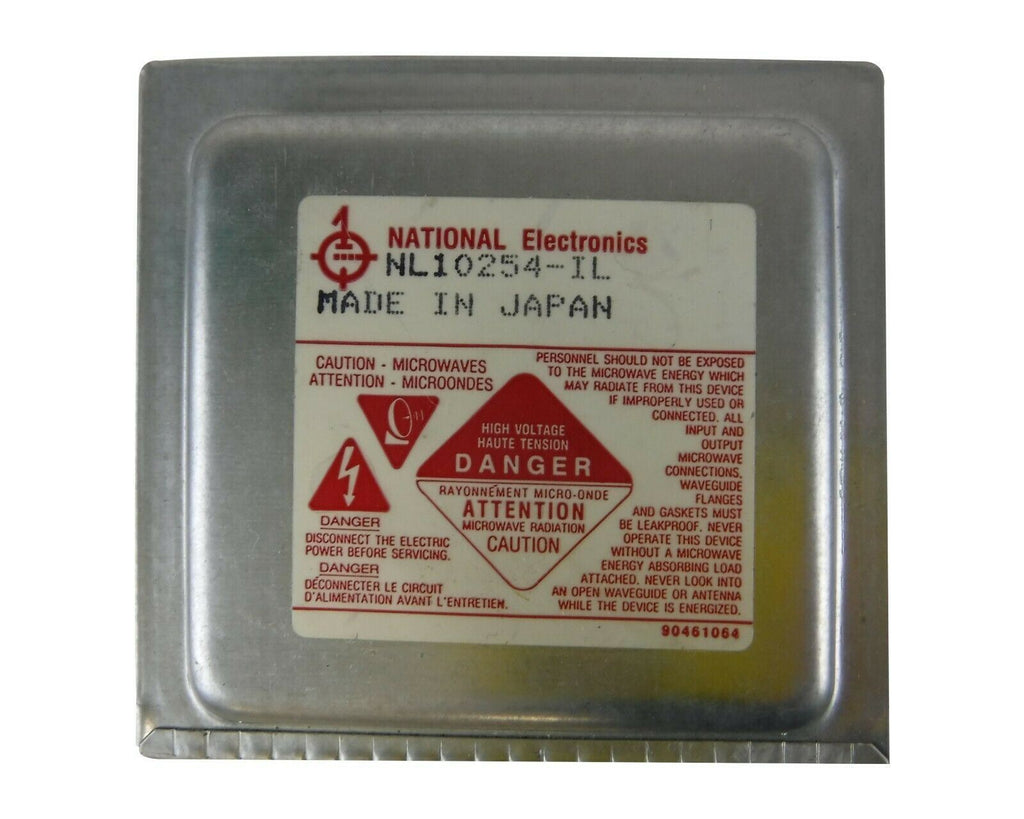 NATIONAL Electronics
NL10254-IL
MADE IN JAPAN
CAUTION - MICROWAVES
ATTENTION - MICROONDES
DANGER
DISCONNECT THE ELECTRIC
POWER BEFORE SERVICING.
DANGER
DÉCONNECTER LE CIRCUIT
D'ALIMENTATION AVANT L'ENTRETIEN.
HIGH VOLTAGE
HAUTE TENSION
DANGER
RAYONNEMENT MICRO-ONDE
ATTENTION
MICROWAVE RADIATION
CAUTION
PERSONNEL SHOULD NOT BE EXPOSED
TO THE MICROWAVE ENERGY WHICH
MAY RADIATE FROM THIS DEVICE
IF IMPROPERLY USED OR
CONNECTED. ALL
INPUT AND
OUTPUT
MICROWAVE
CONNECTIONS,
WAVEGUIDE
FLANGES
AND GASKETS MUST
BE LEAKPROOF. NEVER
OPERATE THIS DEVICE
WITHOUT A MICROWAVE
ENERGY ABSORBING LOAD
ATTACHED. NEVER LOOK INTO
AN OPEN WAVEGUIDE OR ANTENNA
WHILE THE DEVICE IS ENERGIZED.
90461064